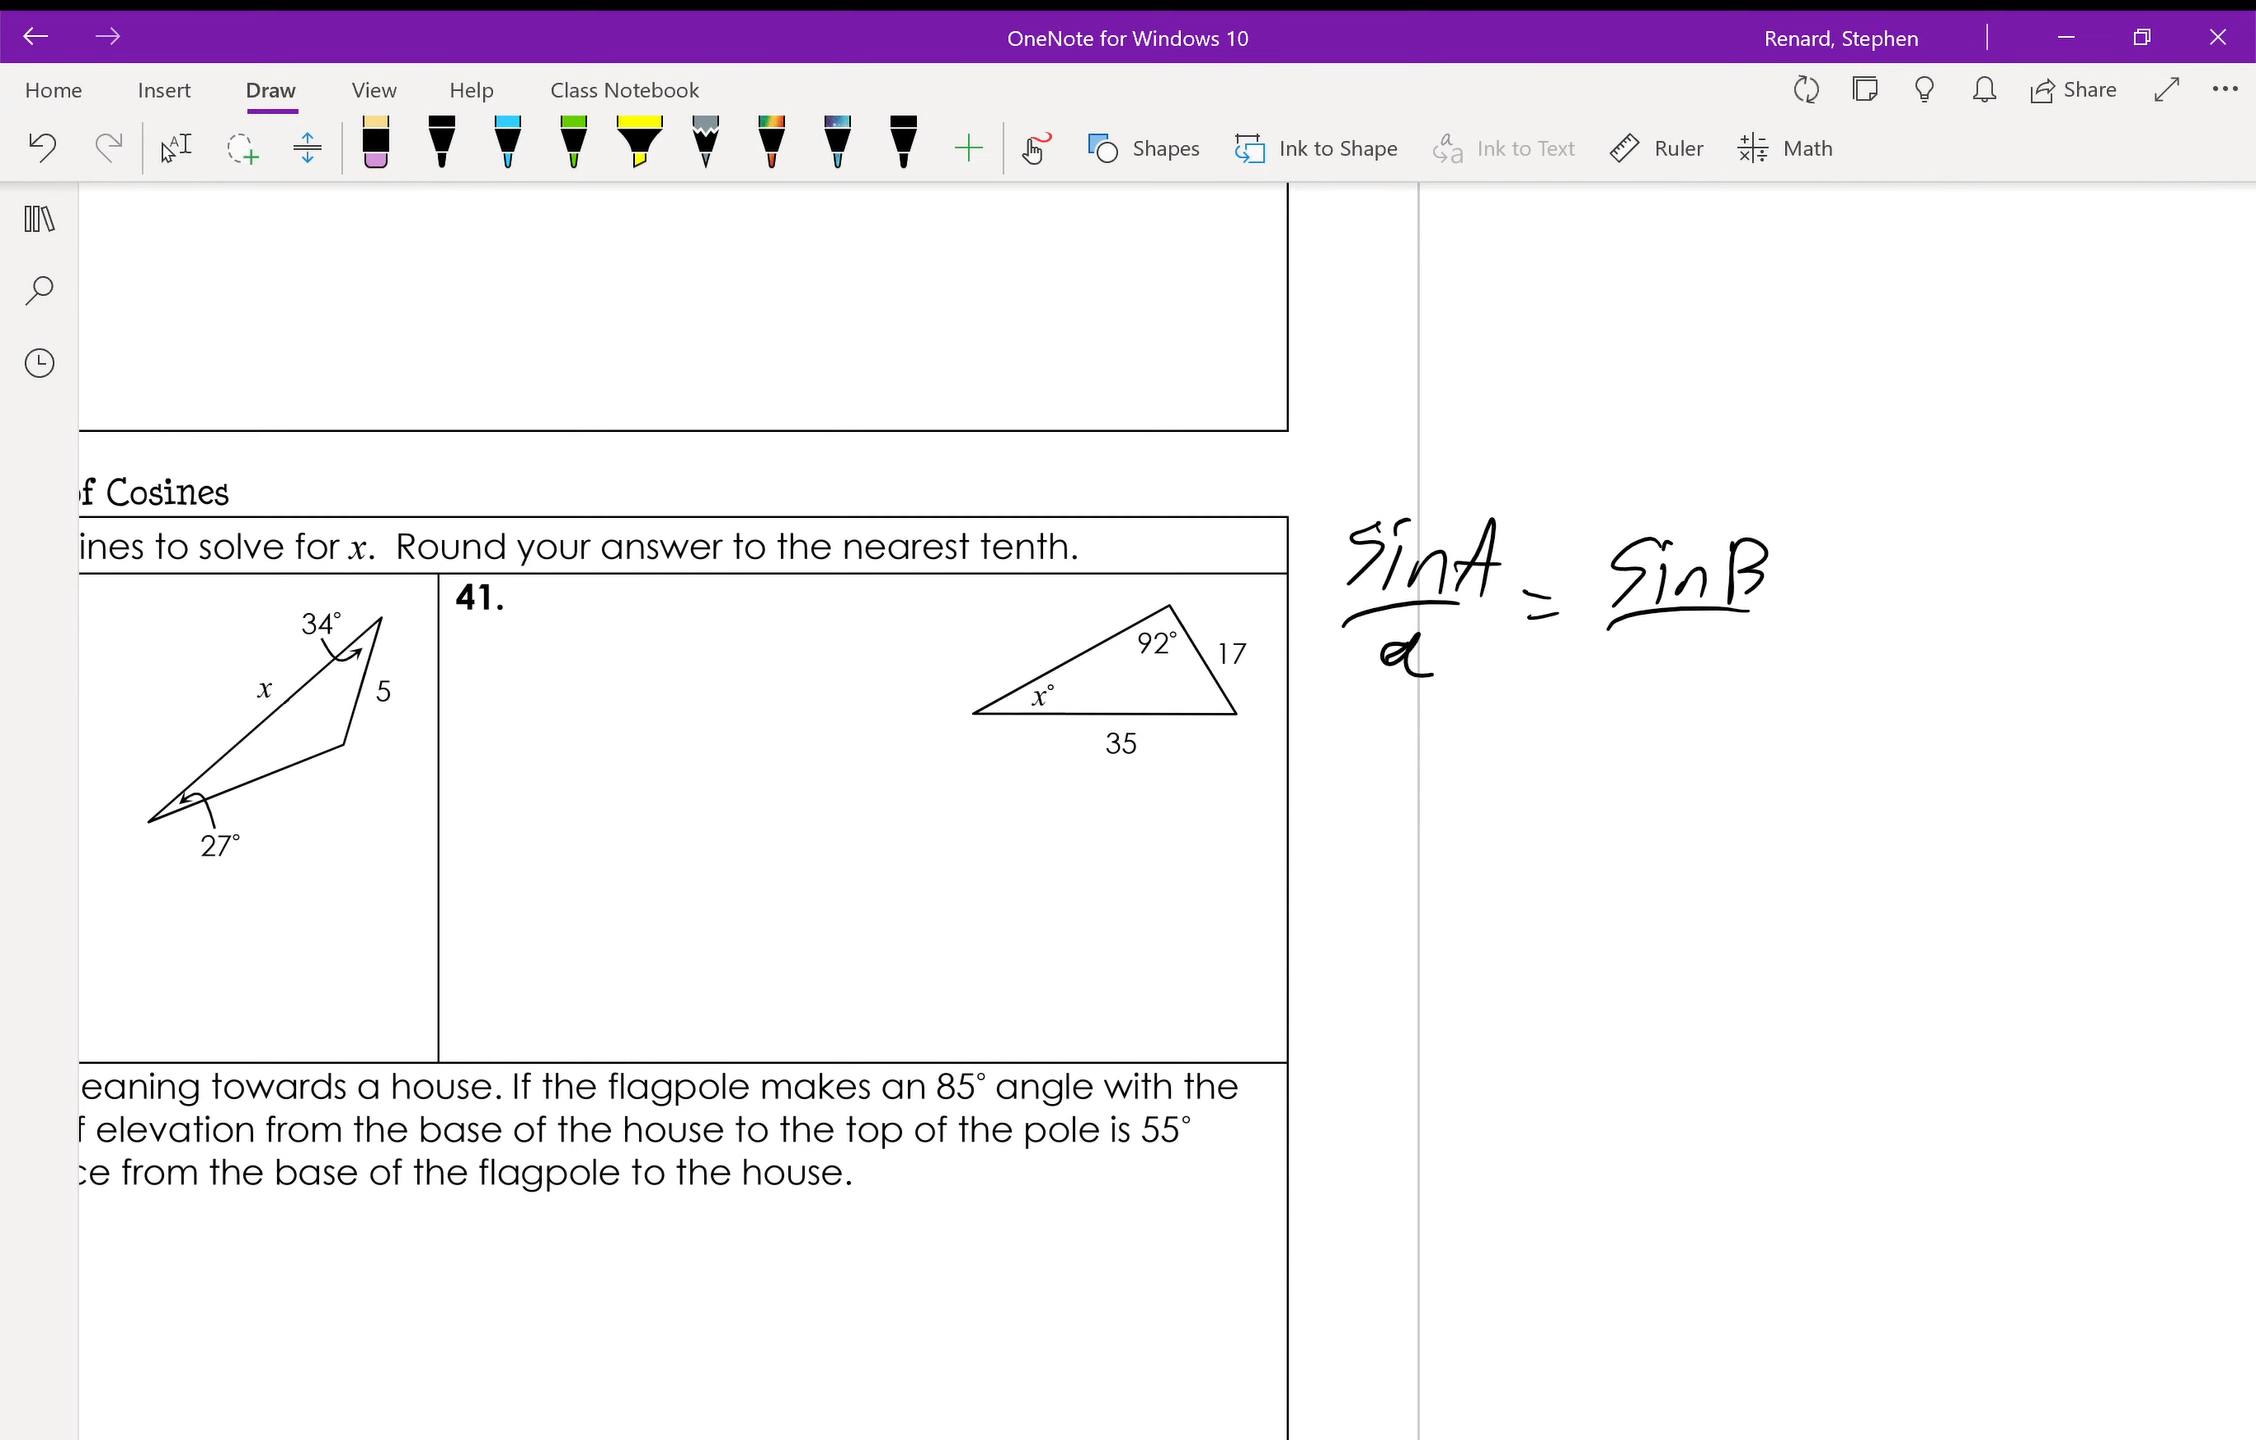 OneNote for Windows 10
Renard, Stephen
Home Insert Draw View Help Class Notebook
Share
Shapes Ink to Shape Ink to Text Ruler Math
of Cosines
ines to solve for x. Round your answer to the nearest tenth.
34°
x
5
27°
41.
92°
17
x°
35
sin A = sin B
a
eaning towards a house. If the flagpole makes an 85° angle with the
f elevation from the base of the house to the top of the pole is 55°
ce from the base of the flagpole to the house.